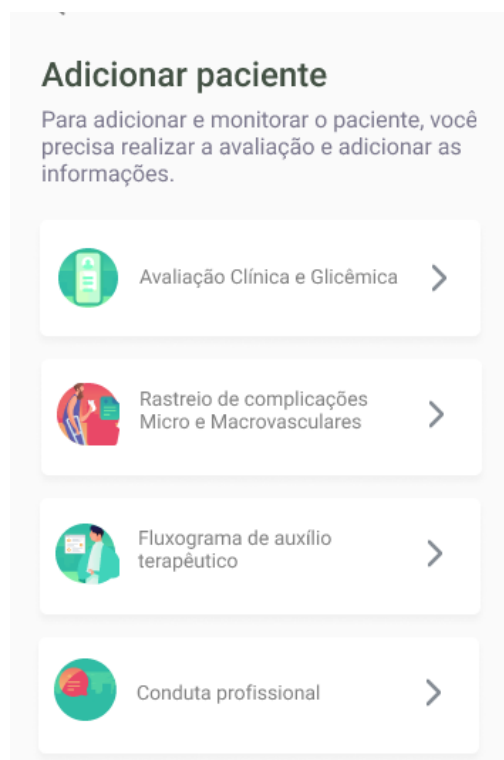 Adicionar paciente
Para adicionar e monitorar o paciente, você
precisa realizar a avaliação e adicionar as
informações.
Avaliação Clínica e Glicêmica
Rastreio de complicações
Micro e Macrovasculares
Fluxograma de auxílio
terapêutico
Conduta profissional